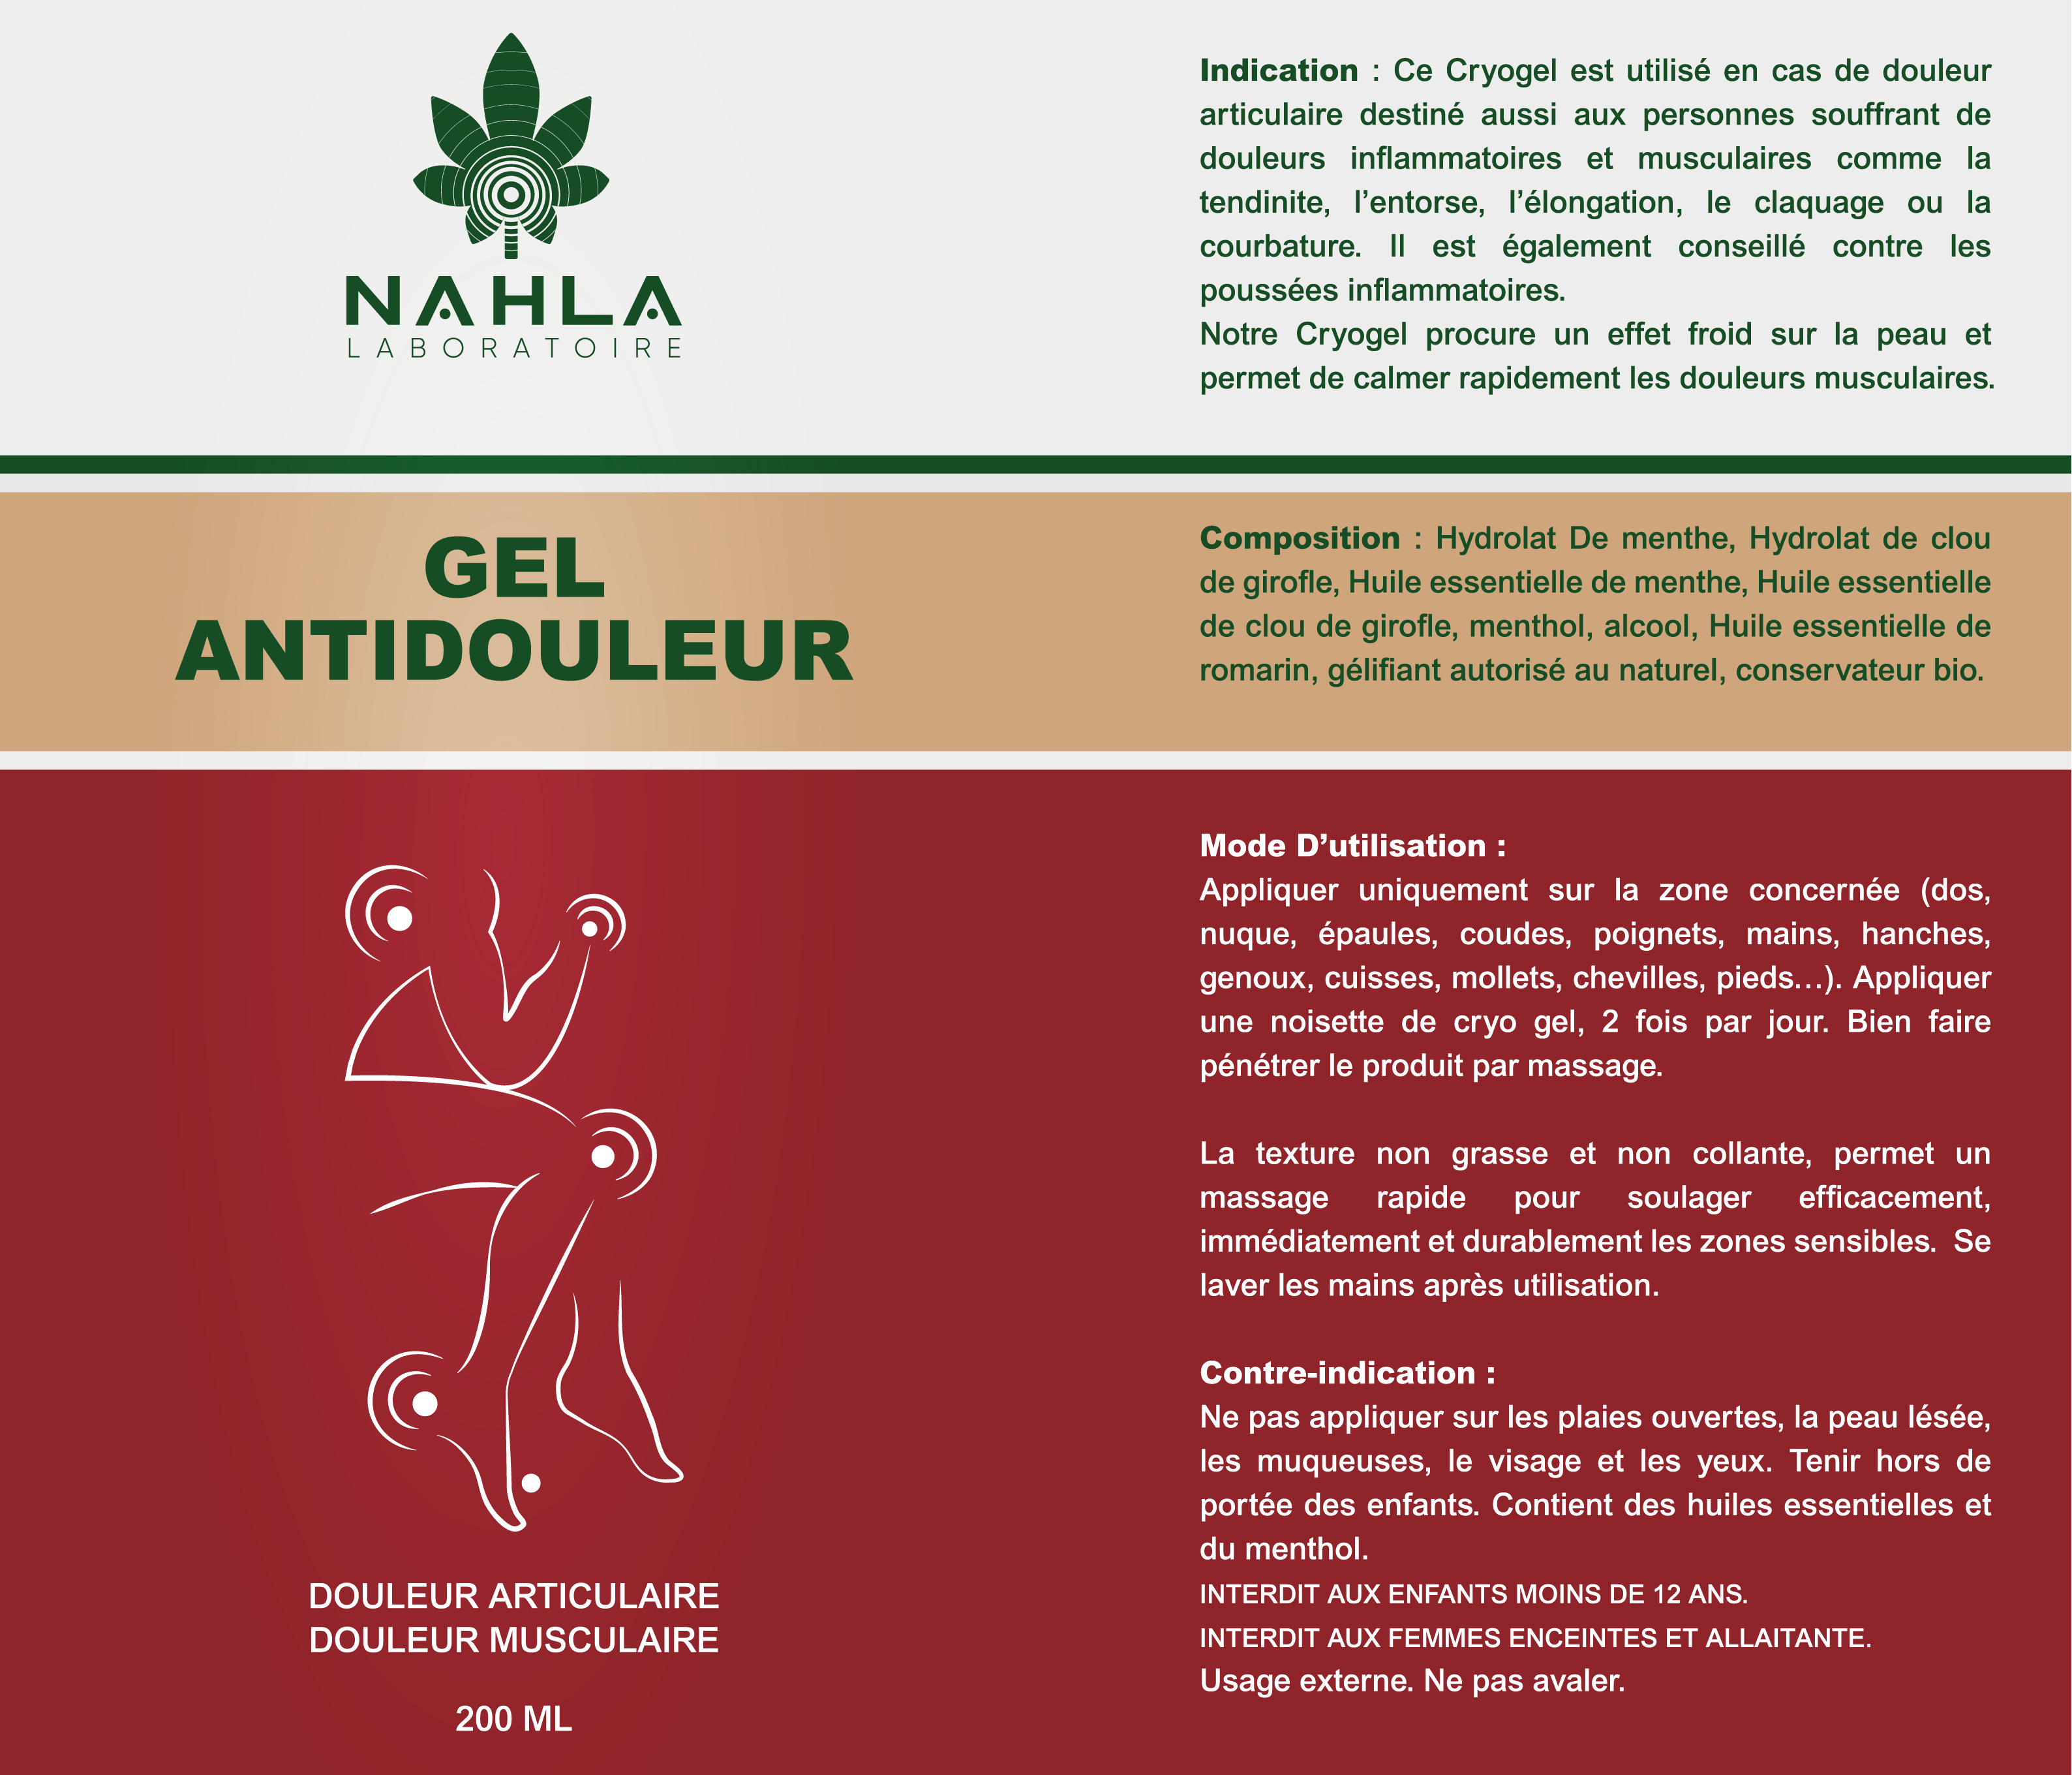 NAHLA
LABORATOIRE
GEL
ANTIDOULEUR
DOULEUR ARTICULAIRE
DOULEUR MUSCULAIRE
200 ML
Indication : Ce Cryogel est utilisé en cas de douleur
articulaire destiné aussi aux personnes souffrant de
douleurs inflammatoires et musculaires comme la
tendinite, l’entorse, l’élongation, le claquage ou la
courbature. Il est également conseillé contre les
poussées inflammatoires.
Notre Cryogel procure un effet froid sur la peau et
permet de calmer rapidement les douleurs musculaires.
Composition : Hydrolat De menthe, Hydrolat de clou
de girofle, Huile essentielle de menthe, Huile essentielle
de clou de girofle, menthol, alcool, Huile essentielle de
romarin, gélifiant autorisé au naturel, conservateur bio.
Mode D’utilisation :
Appliquer uniquement sur la zone concernée (dos,
nuque, épaules, coudes, poignets, mains, hanches,
genoux, cuisses, mollets, chevilles, pieds…). Appliquer
une noisette de cryo gel, 2 fois par jour. Bien faire
pénétrer le produit par massage.
La texture non grasse et non collante, permet un
massage rapide pour soulager efficacement,
immédiatement et durablement les zones sensibles. Se
laver les mains après utilisation.
Contre-indication :
Ne pas appliquer sur les plaies ouvertes, la peau lésée,
les muqueuses, le visage et les yeux. Tenir hors de
portée des enfants. Contient des huiles essentielles et
du menthol.
INTERDIT AUX ENFANTS MOINS DE 12 ANS.
INTERDIT AUX FEMMES ENCEINTES ET ALLAITANTE.
Usage externe. Ne pas avaler.